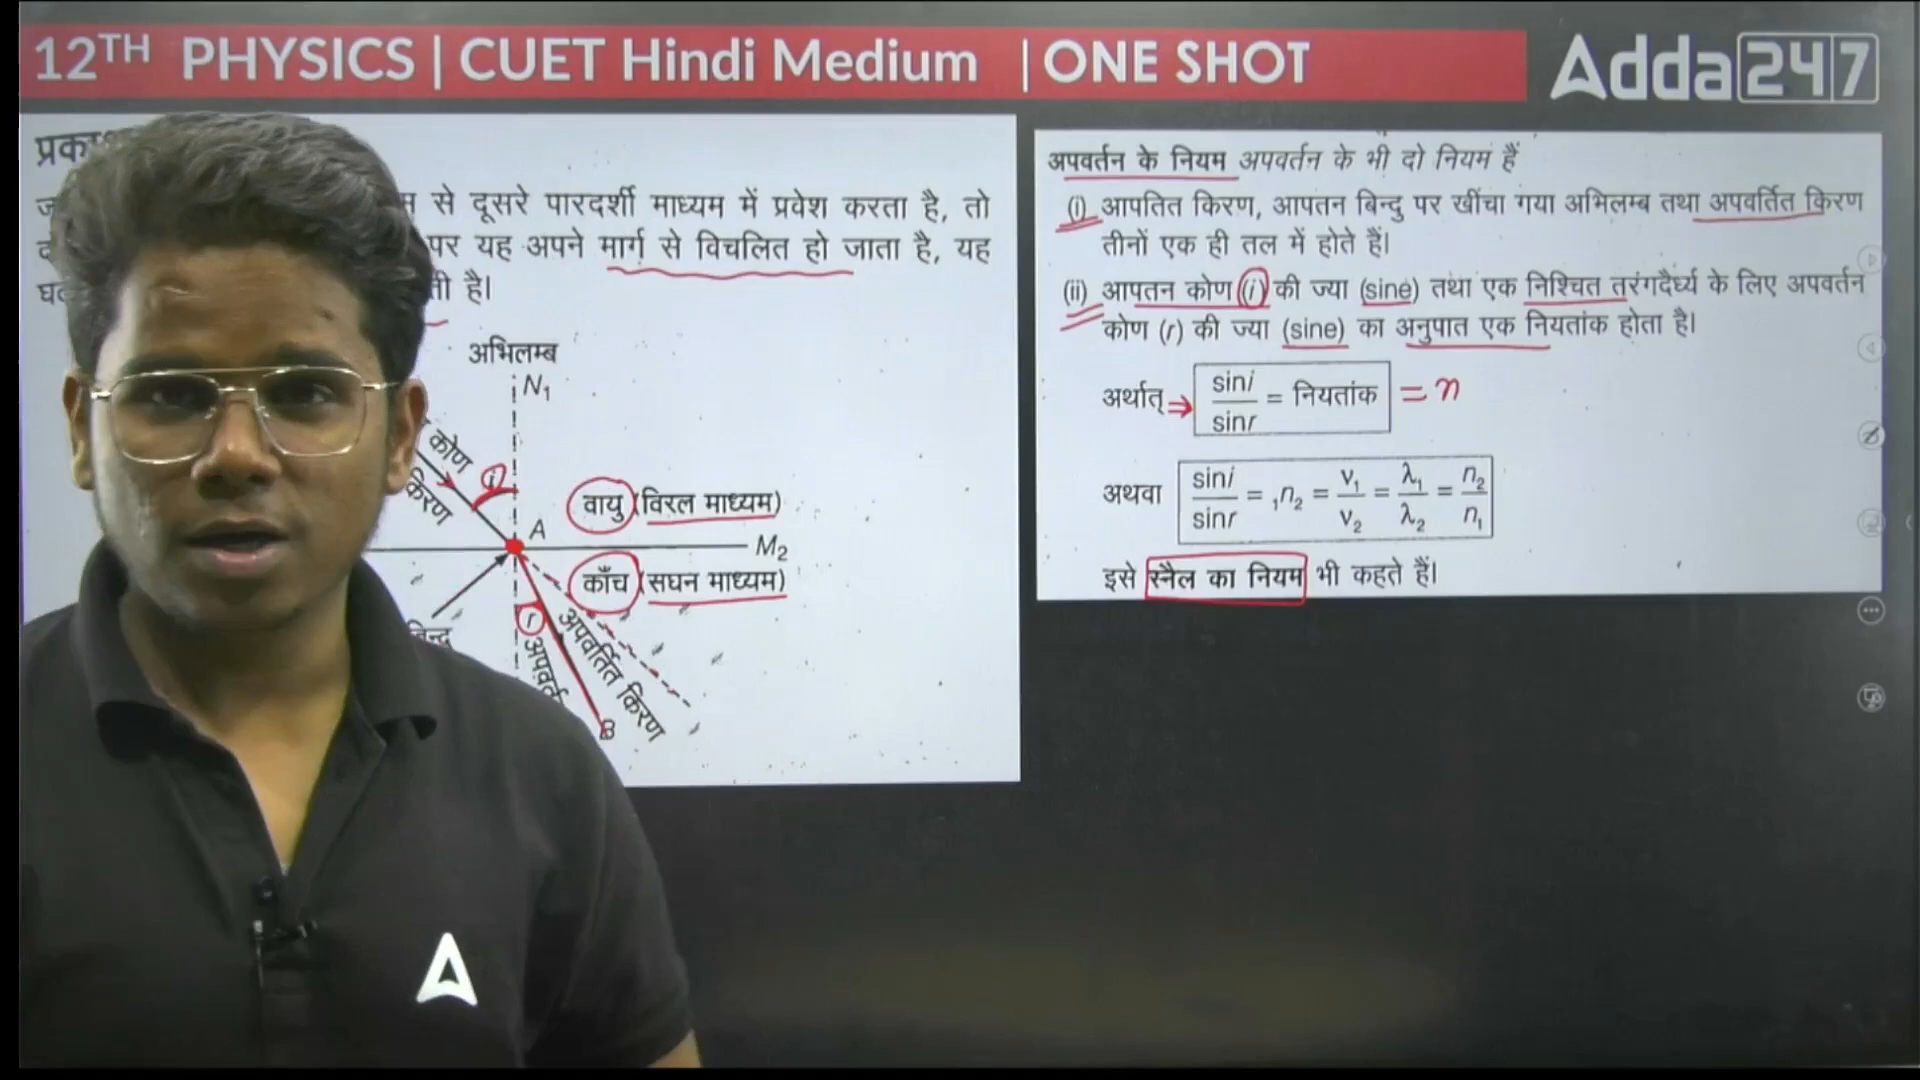 12TH PHYSICS | CUET Hindi Medium | ONE SHOT
Adda247
से दूसरे पारदर्शी माध्यम में प्रवेश करता है, तो
पर यह अपने मार्ग से विचलित हो जाता है, यह
है।
अभिलम्ब
N₁
कोण
किरण
i
वायु (विरल माध्यम)
A
M₂
काँच (सघन माध्यम)
r
अपवर्तित किरण
B
अपवर्तन के नियम अपवर्तन के भी दो नियम हैं
(i) आपतित किरण, आपतन बिन्दु पर खींचा गया अभिलम्ब तथा अपवर्तित किरण
तीनों एक ही तल में होते हैं।
(ii) आपतन कोण (i) की ज्या (sine) तथा एक निश्चित तरंगदैर्ध्य के लिए अपवर्तन
कोण (r) की ज्या (sine) का अनुपात एक नियतांक होता है।
अर्थात् ⇒ sini/sinr = नियतांक = n
अथवा sini/sinr = ₁n₂ = v₁/v₂ = λ₁/λ₂ = n₂/n₁
इसे स्नैल का नियम भी कहते हैं।